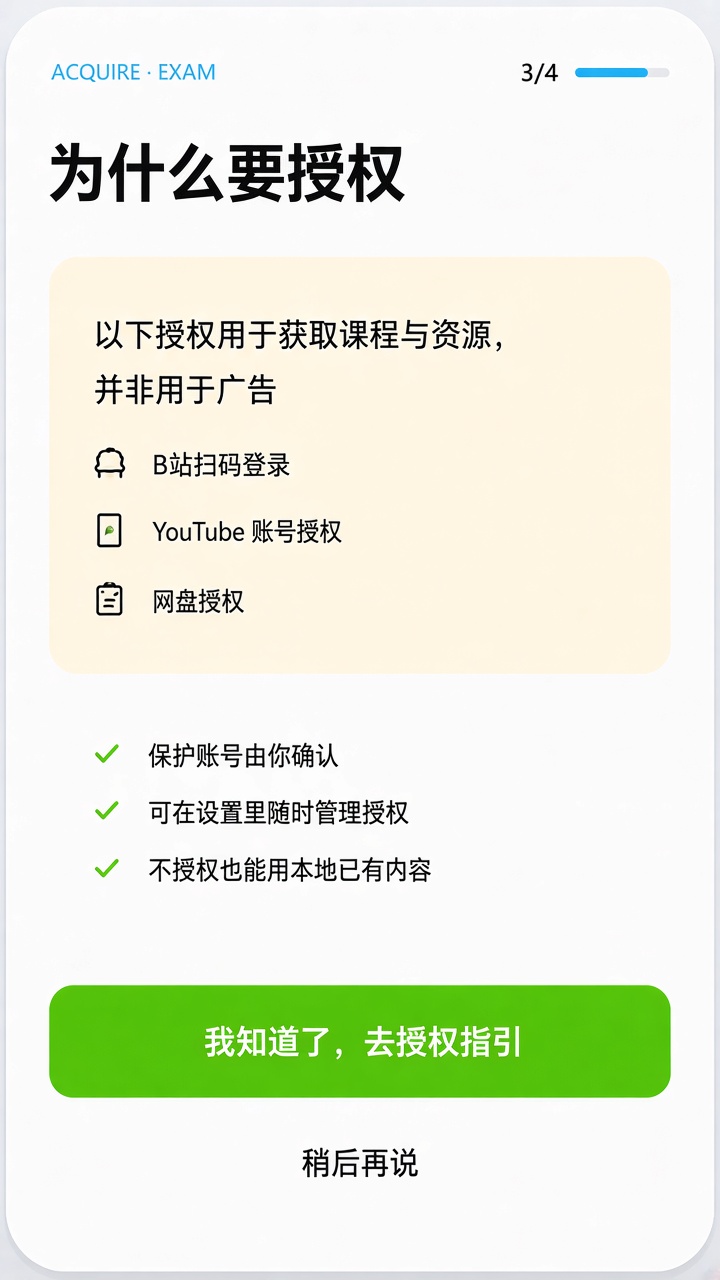 ACQUIRE · EXAM
3/4
为什么要授权
以下授权用于获取课程与资源，
并非用于广告
B站扫码登录
YouTube 账号授权
网盘授权
保护账号由你确认
可在设置里随时管理授权
不授权也能用本地已有内容
我知道了，去授权指引
稍后再说